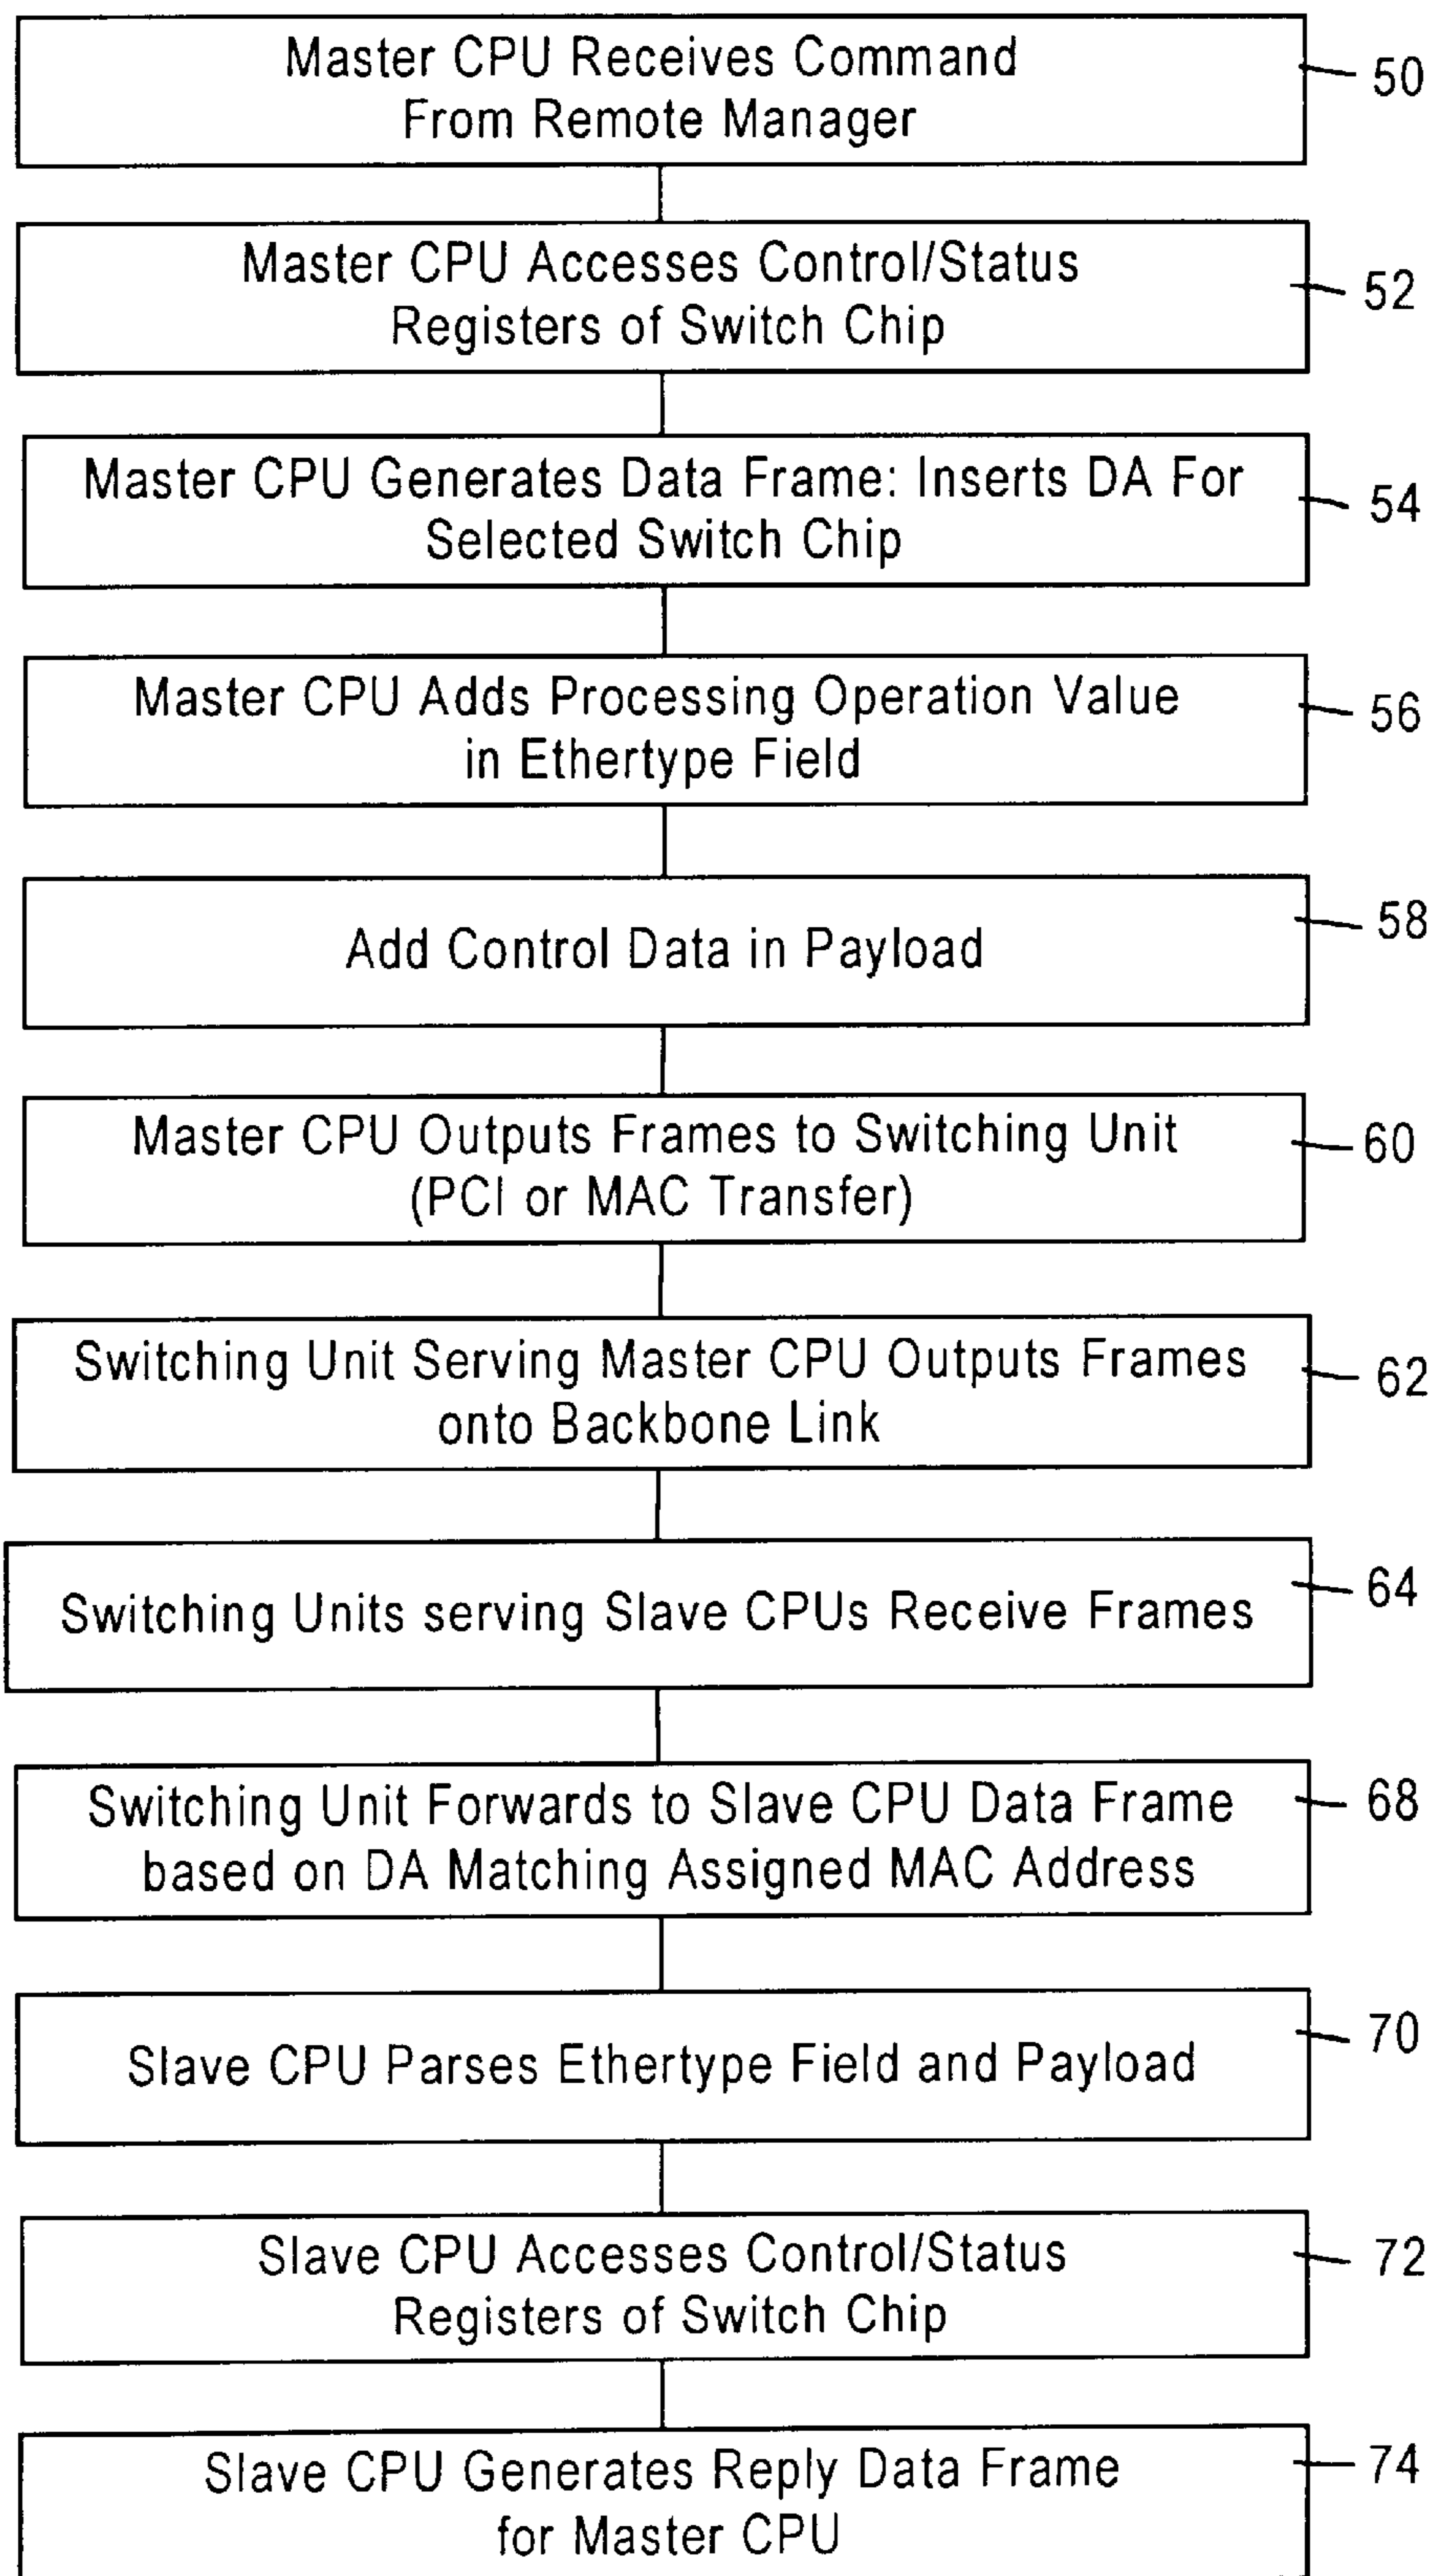 Master CPU Receives Command
From Remote Manager
50
Master CPU Accesses Control/Status
Registers of Switch Chip
52
Master CPU Generates Data Frame: Inserts DA For
Selected Switch Chip
54
Master CPU Adds Processing Operation Value
in Ethertype Field
56
Add Control Data in Payload
58
Master CPU Outputs Frames to Switching Unit
(PCI or MAC Transfer)
60
Switching Unit Serving Master CPU Outputs Frames
onto Backbone Link
62
Switching Units serving Slave CPUs Receive Frames
64
Switching Unit Forwards to Slave CPU Data Frame
based on DA Matching Assigned MAC Address
68
Slave CPU Parses Ethertype Field and Payload
70
Slave CPU Accesses Control/Status
Registers of Switch Chip
72
Slave CPU Generates Reply Data Frame
for Master CPU
74